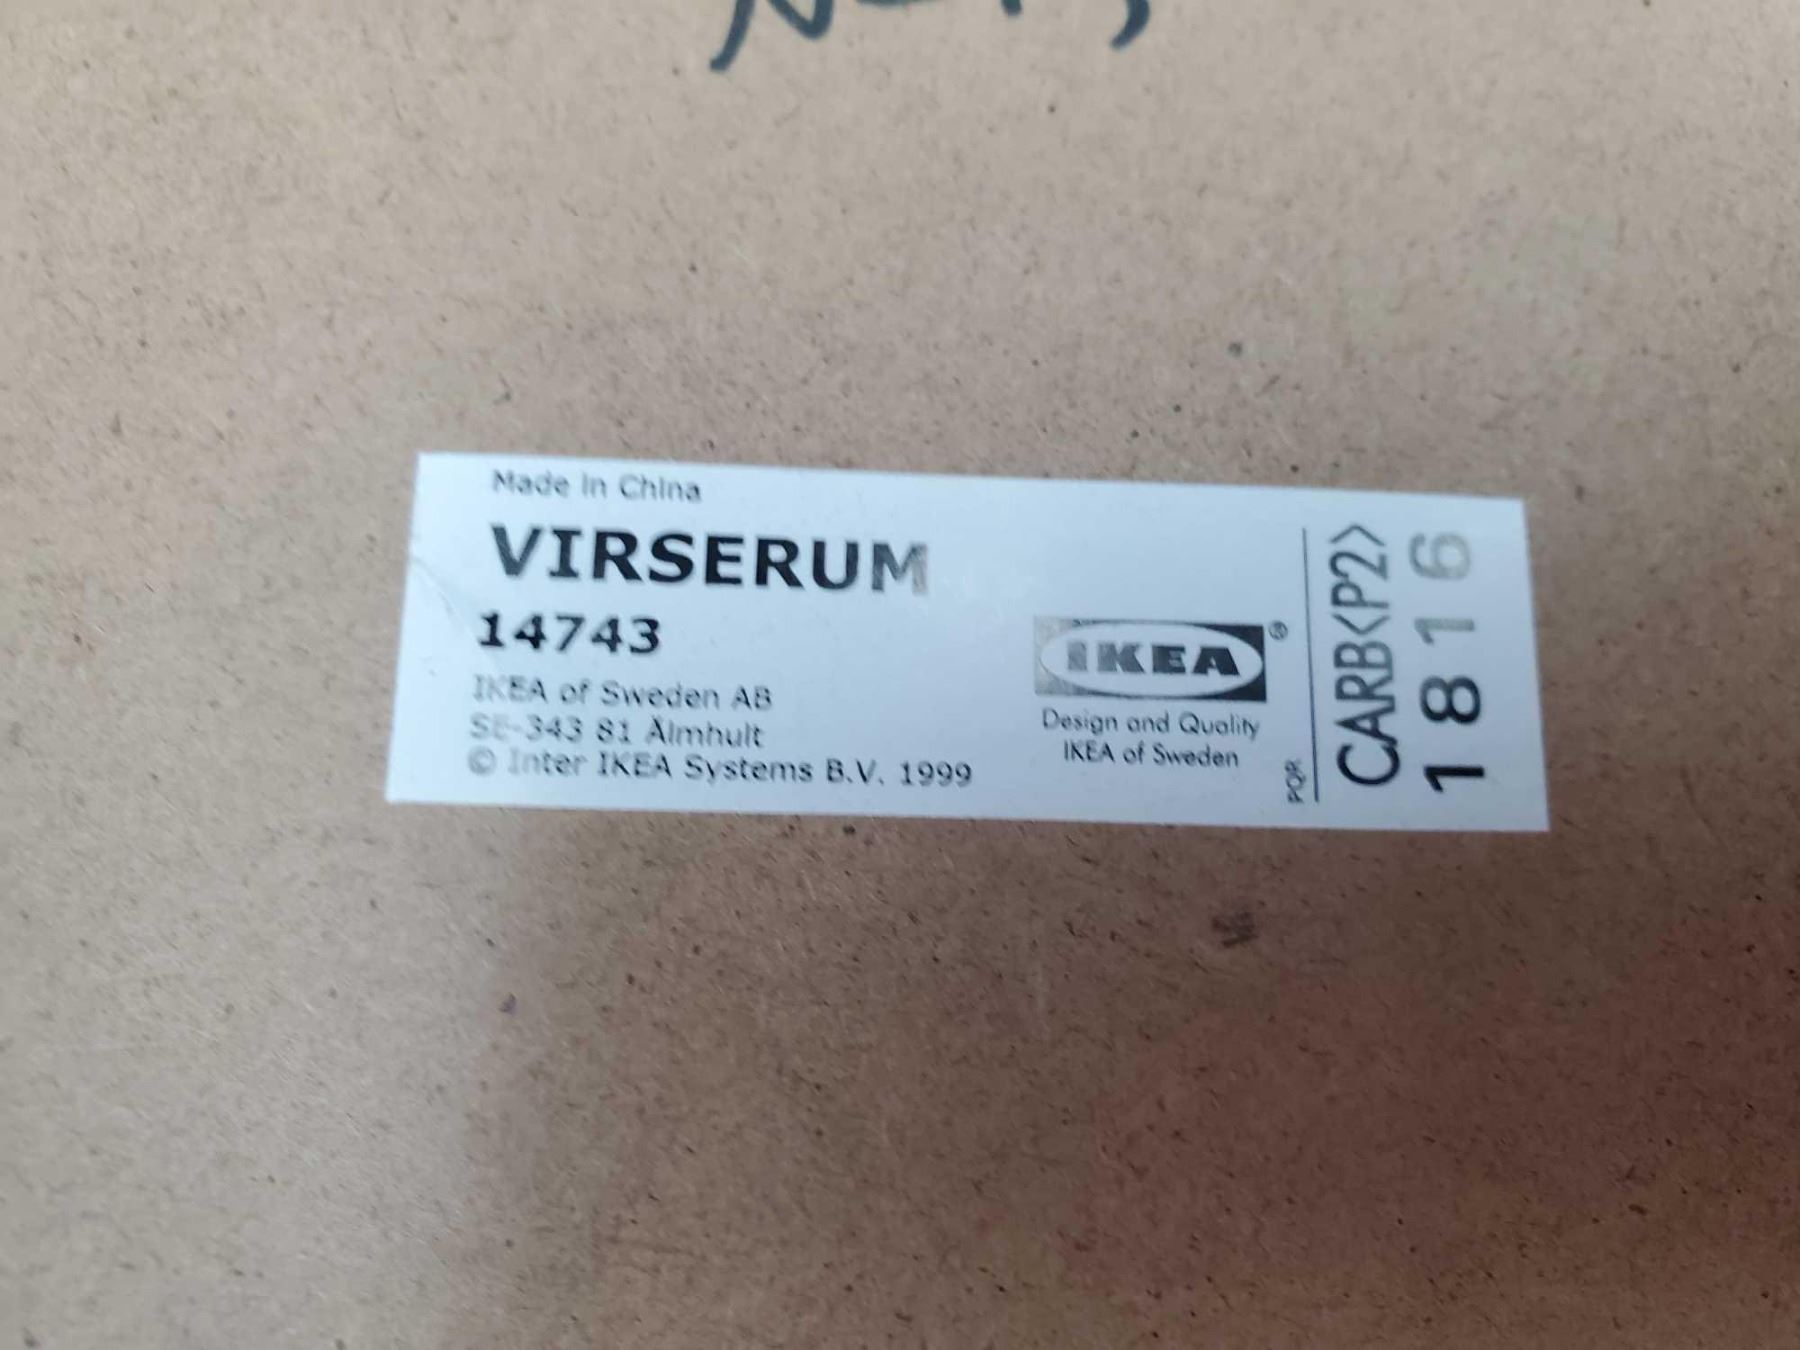 Made in China
VIRSERUM
14743
IKEA of Sweden AB
SE-343 81 Älmhult
© Inter IKEA Systems B.V. 1999
IKEA®
Design and Quality
IKEA of Sweden
PQR
CARB<P2>
1816